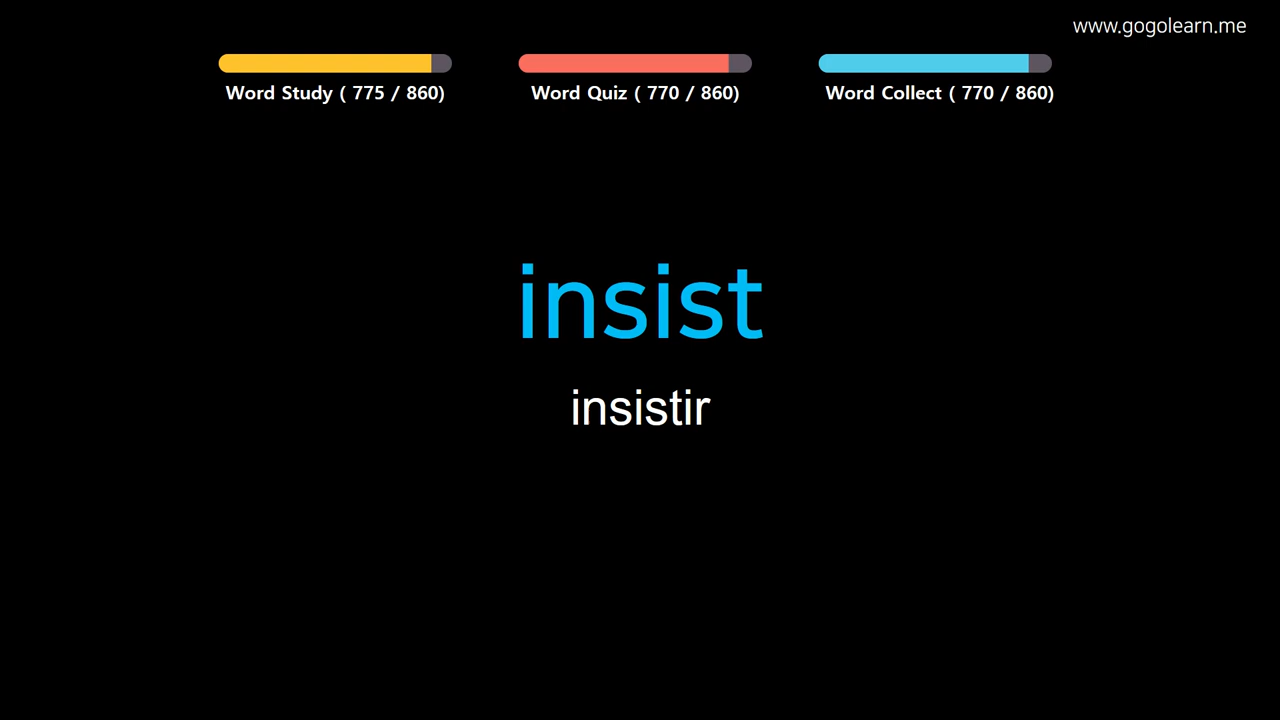 www.gogolearn.me
Word Study ( 775 / 860)
Word Quiz ( 770 / 860)
Word Collect ( 770 / 860)
insist
insistir